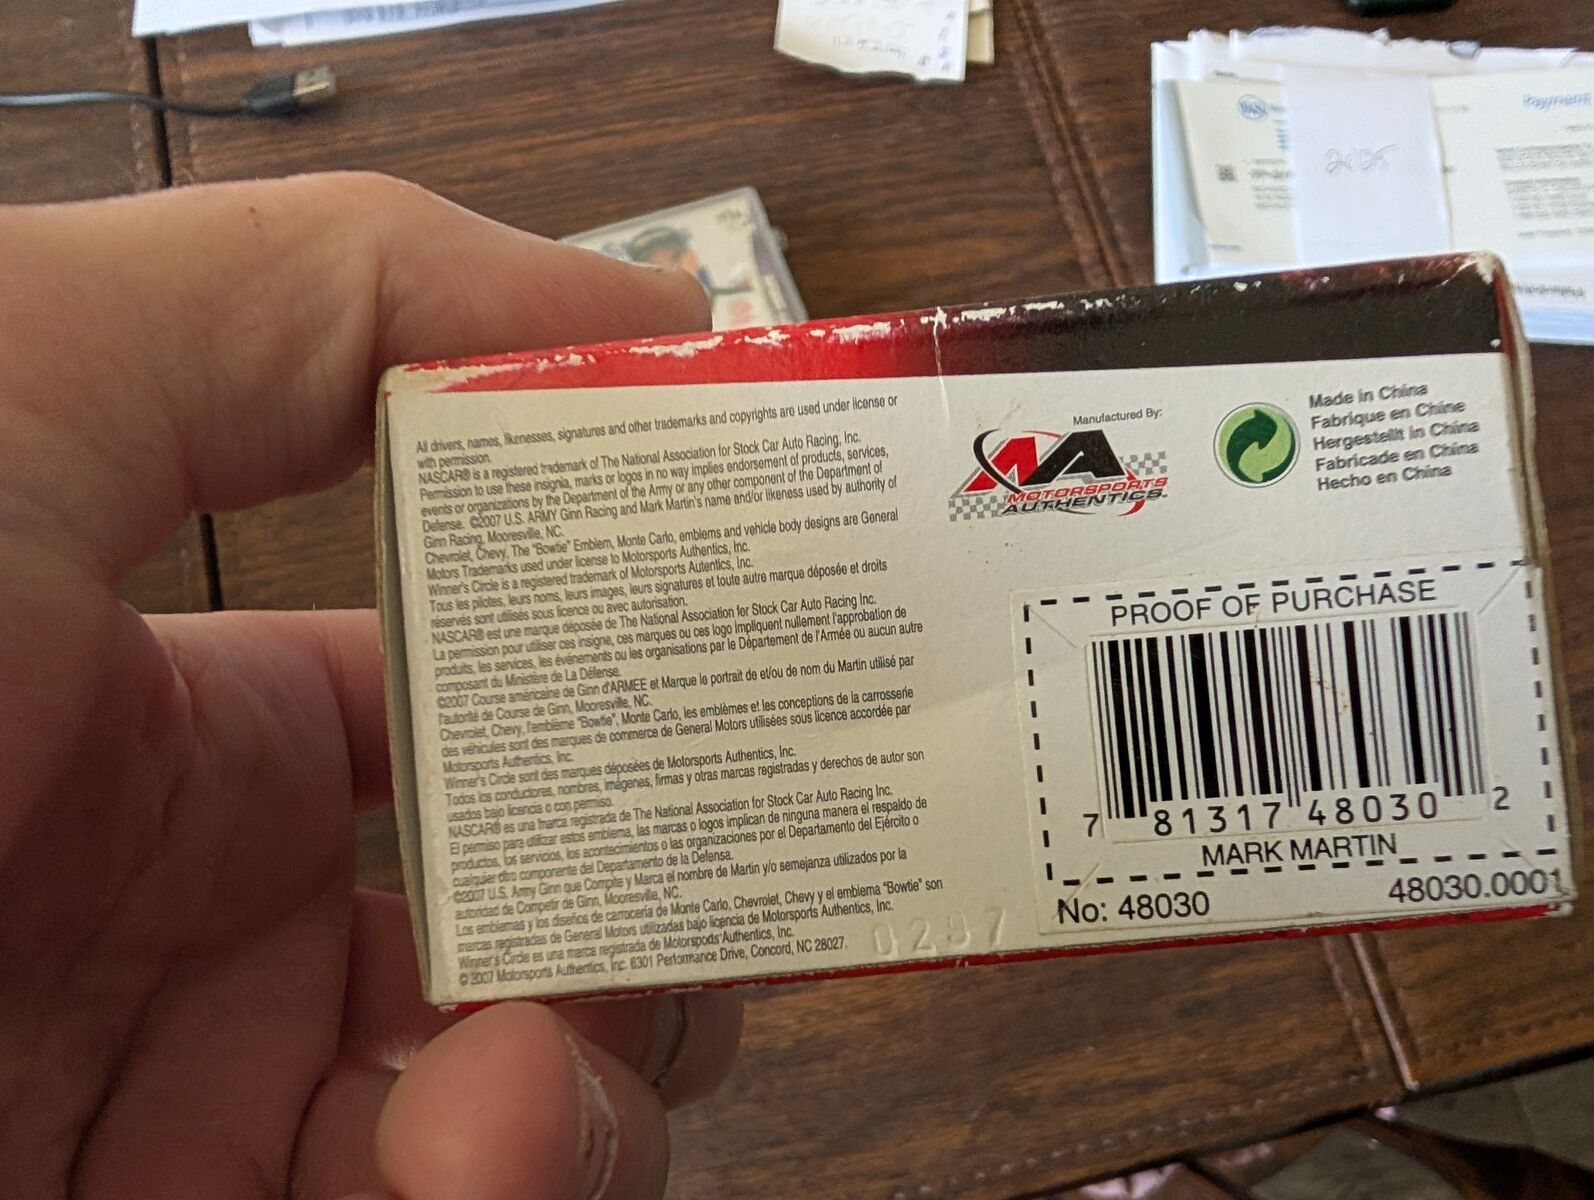 Payment
2025
All drivers, names, likenesses, signatures and other trademarks and copyrights are used under license or
with permission.
NASCAR® is a registered trademark of The National Association for Stock Car Auto Racing, Inc.
Permission to use these insignia, marks or logos in no way implies endorsement of products, services,
events or organizations by the Department of the Army or any other component of the Department of
Defense. ©2007 U.S. ARMY Ginn Racing and Mark Martin's name and/or likeness used by authority of
Ginn Racing, Mooresville, NC.
Chevrolet, Chevy, The "Bowtie" Emblem, Monte Carlo, emblems and vehicle body designs are General
Motors Trademarks used under license to Motorsports Authentics, Inc.
Winner's Circle is a registered trademark of Motorsports Autentics, Inc.
Tous les pilotes, leurs noms, leurs images, leurs signatures et toute autre marque déposée et droits
réservés sont utilisés sous licence ou avec autorisation.
NASCAR® est une marque déposée de The National Association for Stock Car Auto Racing Inc.
La permission pour utiliser ces insigne, ces marques ou ces logo impliquent nullement l'approbation de
produits, les services, les événements ou les organisations par le Département de l'Armée ou aucun autre
composant du Ministère de La Défense.
©2007 Course américaine de Ginn d'ARMEE et Marque le portrait de et/ou de nom du Martin utilisé par
l'autorité de Course de Ginn, Mooresville, NC.
Chevrolet, Chevy, l'emblème "Bowtie", Monte Carlo, les emblèmes et les conceptions de la carrosserie
des véhicules sont des marques de commerce de General Motors utilisées sous licence accordée par
Motorsports Authentics, Inc.
Winner's Circle sont des marques déposées de Motorsports Authentics, Inc.
Todos los conductores, nombres, imágenes, firmas y otras marcas registradas y derechos de autor son
usados bajo licencia o con permiso.
NASCAR® es una marca registrada de The National Association for Stock Car Auto Racing Inc.
El permiso para utilizar estos emblema, las marcas o logos implican de ninguna manera el respaldo de
productos, los servicios, los acontecimientos o las organizaciones por el Departamento del Ejército o
cualquier otro componente del Departamento de la Defensa.
©2007 U.S. Army Ginn que Compite y Marca el nombre de Martin y/o semejanza utilizados por la
autoridad de Competir de Ginn, Mooresville, NC.
Los emblemas y los diseños de carrocería de Monte Carlo, Chevrolet, Chevy y el emblema "Bowtie" son
marcas registradas de General Motors utilizadas bajo licencia de Motorsports Authentics, Inc.
Winner's Circle es una marca registrada de Motorspods Authentics, Inc.
© 2007 Motorsports Authentics, Inc. 6301 Performance Drive, Concord, NC 28027.
0287
Manufactured By:
MA
MOTORSPORTS
AUTHENTICS.
Made in China
Fabrique en Chine
Hergestellt in China
Fabricade en China
Hecho en China
PROOF OF PURCHASE
7 81317 48030 2
MARK MARTIN
No: 48030 48030.0001